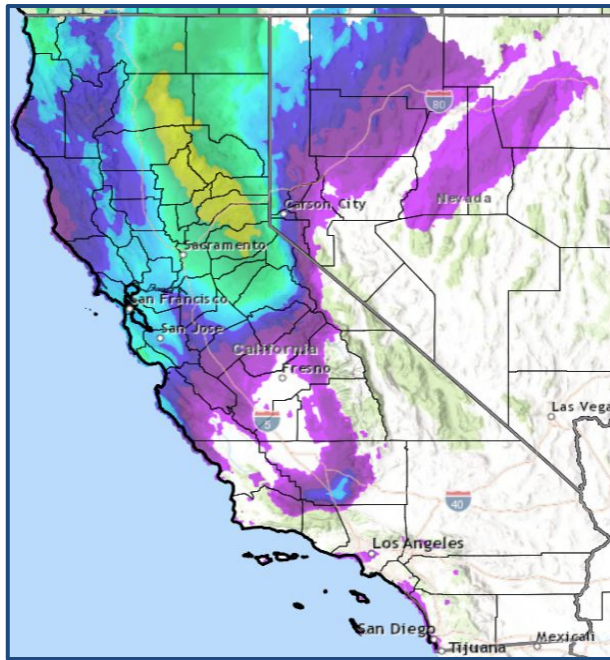 80
Nevada
Carson City
Sacramento
San Francisco
San Jose
California
Fresno
Las Vega
5
40
Los Angeles
San Diego
Tijuana
Mexicali